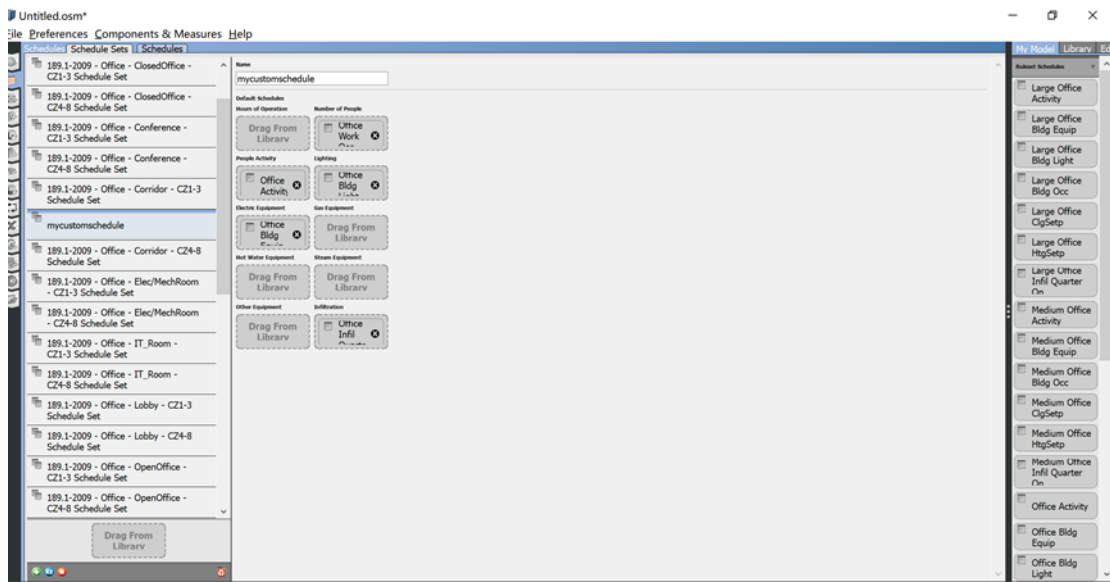 Untitled.osm*
File Preferences Components & Measures Help
Schedules Schedule Sets Schedules
My Model Library Ed
189.1-2009 - Office - ClosedOffice -
CZ1-3 Schedule Set
189.1-2009 - Office - ClosedOffice -
CZ4-8 Schedule Set
189.1-2009 - Office - Conference -
CZ1-3 Schedule Set
189.1-2009 - Office - Conference -
CZ4-8 Schedule Set
189.1-2009 - Office - Corridor - CZ1-3
Schedule Set
mycustomschedule
189.1-2009 - Office - Corridor - CZ4-8
Schedule Set
189.1-2009 - Office - Elec/MechRoom
- CZ1-3 Schedule Set
189.1-2009 - Office - Elec/MechRoom
- CZ4-8 Schedule Set
189.1-2009 - Office - IT_Room -
CZ1-3 Schedule Set
189.1-2009 - Office - IT_Room -
CZ4-8 Schedule Set
189.1-2009 - Office - Lobby - CZ1-3
Schedule Set
189.1-2009 - Office - Lobby - CZ4-8
Schedule Set
189.1-2009 - Office - OpenOffice -
CZ1-3 Schedule Set
189.1-2009 - Office - OpenOffice -
CZ4-8 Schedule Set
Drag From
Library
Name
mycustomschedule
Default Schedules
Hours of Operation Number of People
Drag From
Library
Office
Work
Occ
People Activity Lighting
Office
Activity
Office
Bldg
Light
Electric Equipment Gas Equipment
Office
Bldg
Equip
Drag From
Library
Hot Water Equipment Steam Equipment
Drag From
Library
Drag From
Library
Other Equipment Infiltration
Drag From
Library
Office
Infil
Quarte
Ruleset Schedules
Large Office
Activity
Large Office
Bldg Equip
Large Office
Bldg Light
Large Office
Bldg Occ
Large Office
ClgSetp
Large Office
HtgSetp
Large Office
Infil Quarter
On
Medium Office
Activity
Medium Office
Bldg Equip
Medium Office
Bldg Occ
Medium Office
ClgSetp
Medium Office
HtgSetp
Medium Office
Infil Quarter
On
Office Activity
Office Bldg
Equip
Office Bldg
Light